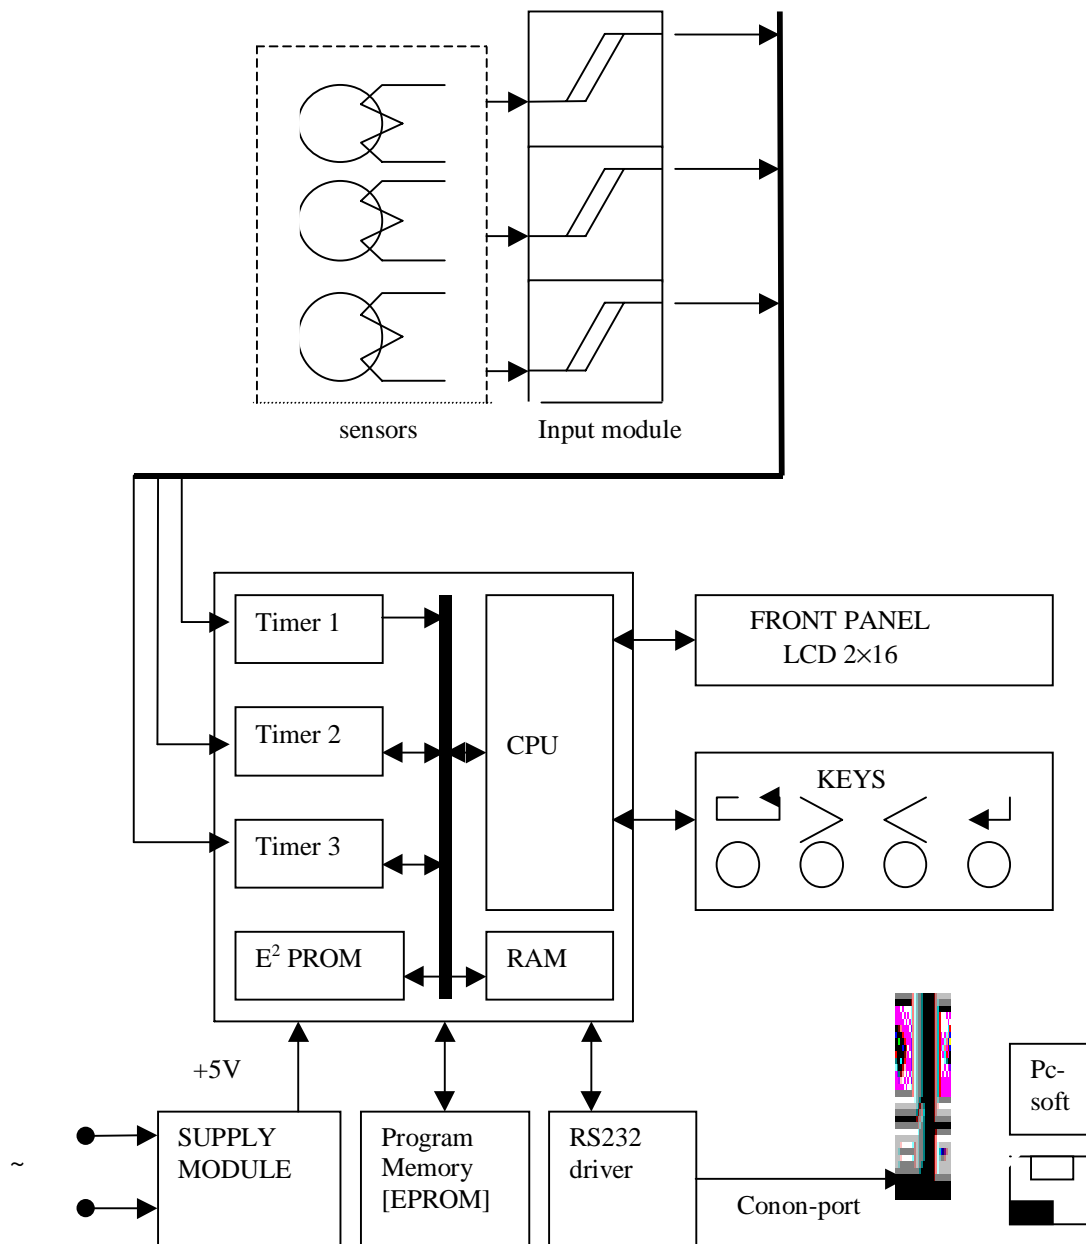 sensors
Input module
Timer 1
FRONT PANEL
LCD 2×16
Timer 2
CPU
KEYS
Timer 3
E² PROM
RAM
+5V
Pc-
soft
SUPPLY
MODULE
Program
Memory
[EPROM]
RS232
driver
~
Conon-port